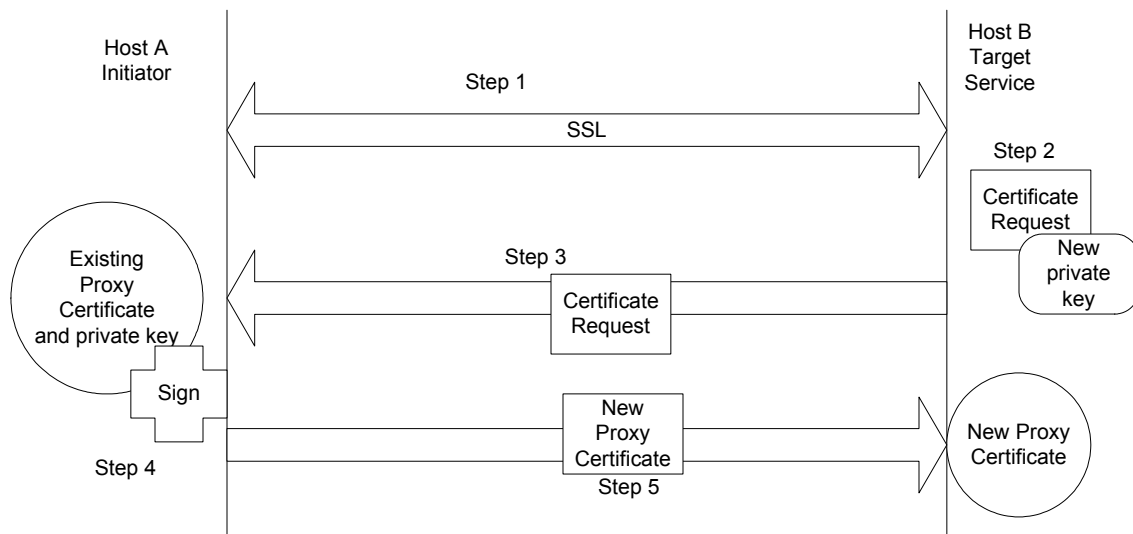 Host A
Initiator
Host B
Target
Service
Step 1
SSL
Step 2
Certificate
Request
New
private
key
Step 3
Certificate
Request
Existing
Proxy
Certificate
and private key
Sign
Step 4
New
Proxy
Certificate
Step 5
New Proxy
Certificate